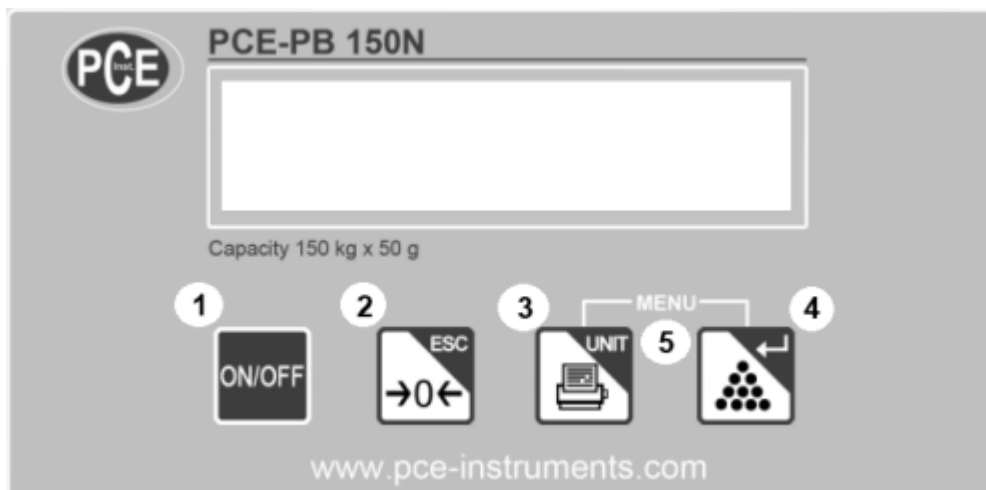 PCE
Inst.
PCE-PB 150N
Capacity 150 kg x 50 g
1
2
3
MENU
4
ON/OFF
ESC
→0←
UNIT
5
www.pce-instruments.com